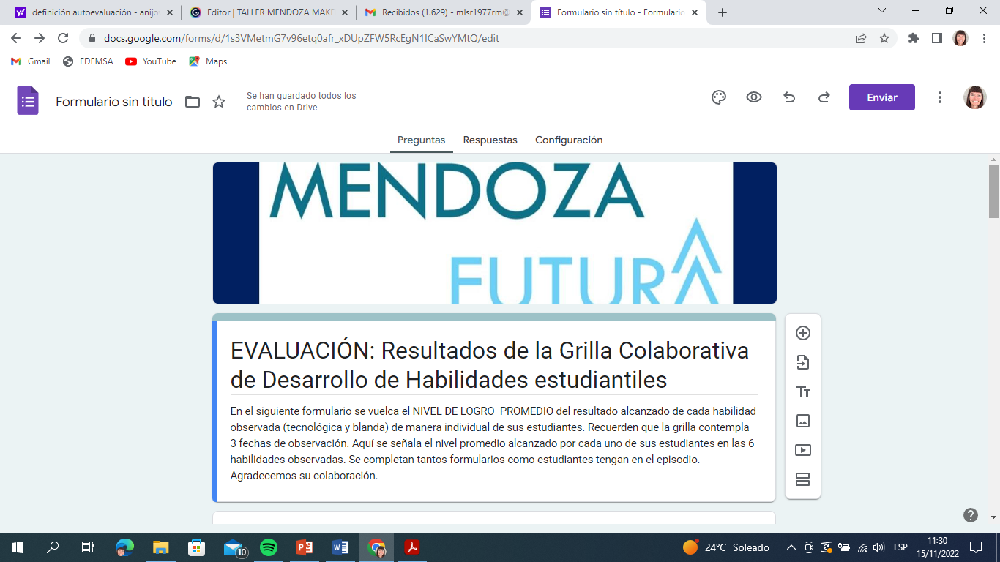 definición autoevaluación - anijo
Editor | TALLER MENDOZA MAKE
Recibidos (1.629) - mlsr1977rm@
Formulario sin título - Formulario
docs.google.com/forms/d/1s3VMetmG7v96etq0afr_xDUpZFW5RcEgN1ICaSwYMtQ/edit
Gmail
EDEMSA
YouTube
Maps
Formulario sin título
Se han guardado todos los
cambios en Drive
Enviar
Preguntas
Respuestas
Configuración
MENDOZA
FUTURA
EVALUACIÓN: Resultados de la Grilla Colaborativa
de Desarrollo de Habilidades estudiantiles
En el siguiente formulario se vuelca el NIVEL DE LOGRO  PROMEDIO del resultado alcanzado de cada habilidad
observada (tecnológica y blanda) de manera individual de sus estudiantes. Recuerden que la grilla contempla
3 fechas de observación. Aquí se señala el nivel promedio alcanzado por cada uno de sus estudiantes en las 6
habilidades observadas. Se completan tantos formularios como estudiantes tengan en el episodio.
Agradecemos su colaboración.
10
24°C Soleado
ESP
11:30
15/11/2022